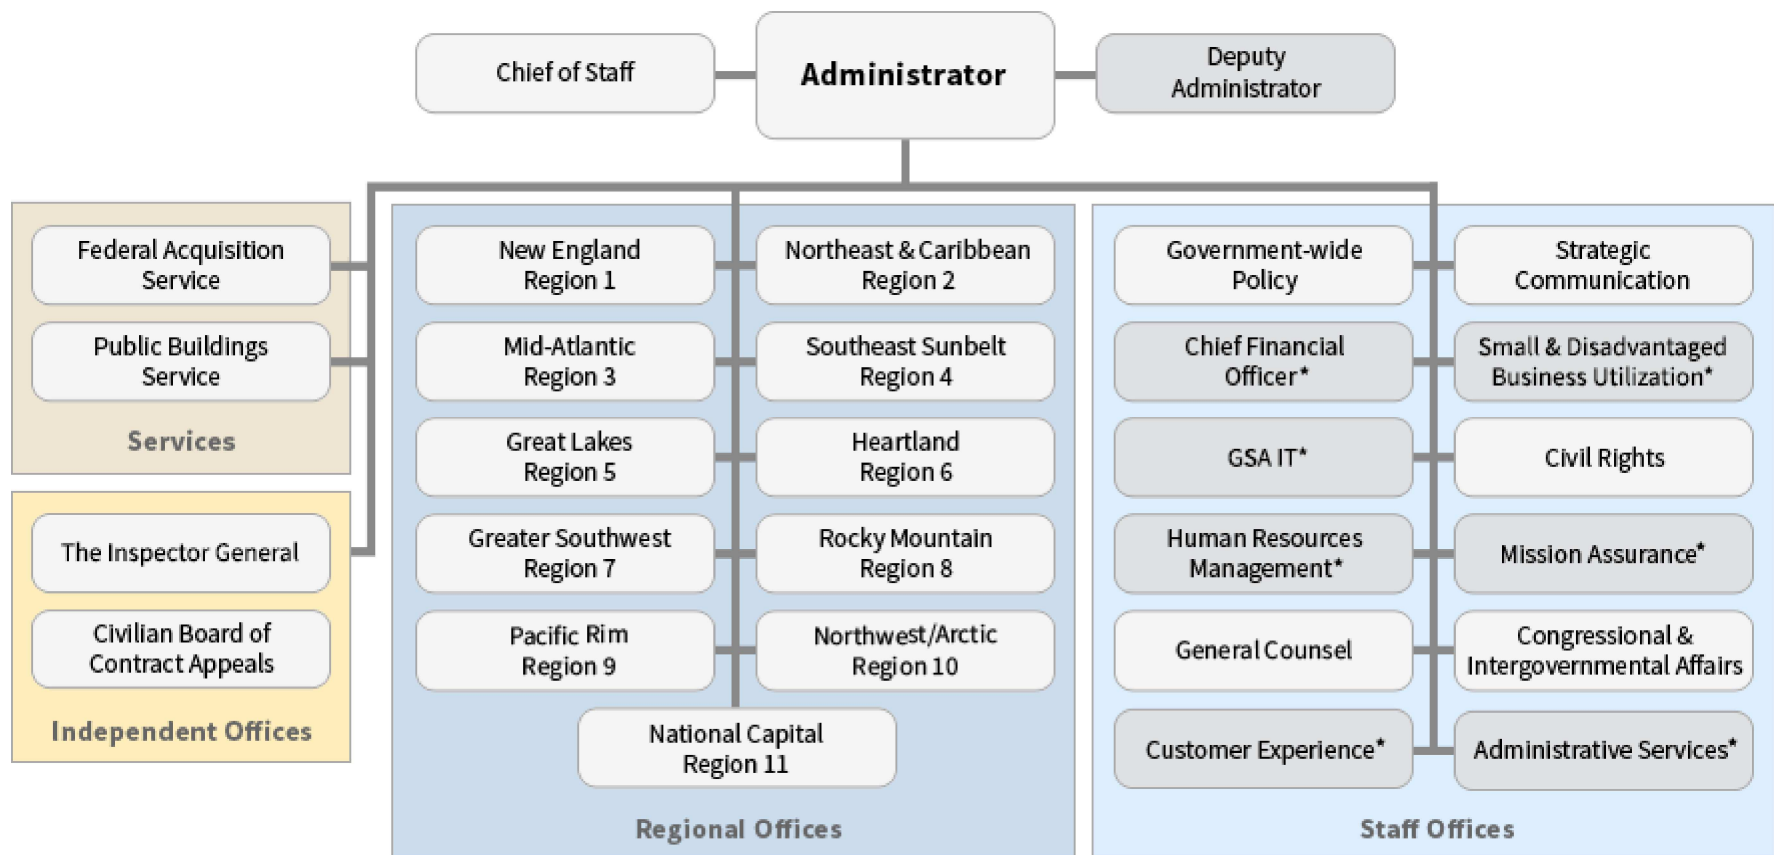 Chief of Staff
Administrator
Deputy
Administrator
Federal Acquisition
Service
Public Buildings
Service
Services
The Inspector General
Civilian Board of
Contract Appeals
Independent Offices
New England
Region 1
Northeast & Caribbean
Region 2
Mid-Atlantic
Region 3
Southeast Sunbelt
Region 4
Great Lakes
Region 5
Heartland
Region 6
Greater Southwest
Region 7
Rocky Mountain
Region 8
Pacific Rim
Region 9
Northwest/Arctic
Region 10
National Capital
Region 11
Regional Offices
Government-wide
Policy
Strategic
Communication
Chief Financial
Officer*
Small & Disadvantaged
Business Utilization*
GSA IT*
Civil Rights
Human Resources
Management*
Mission Assurance*
General Counsel
Congressional &
Intergovernmental Affairs
Customer Experience*
Administrative Services*
Staff Offices